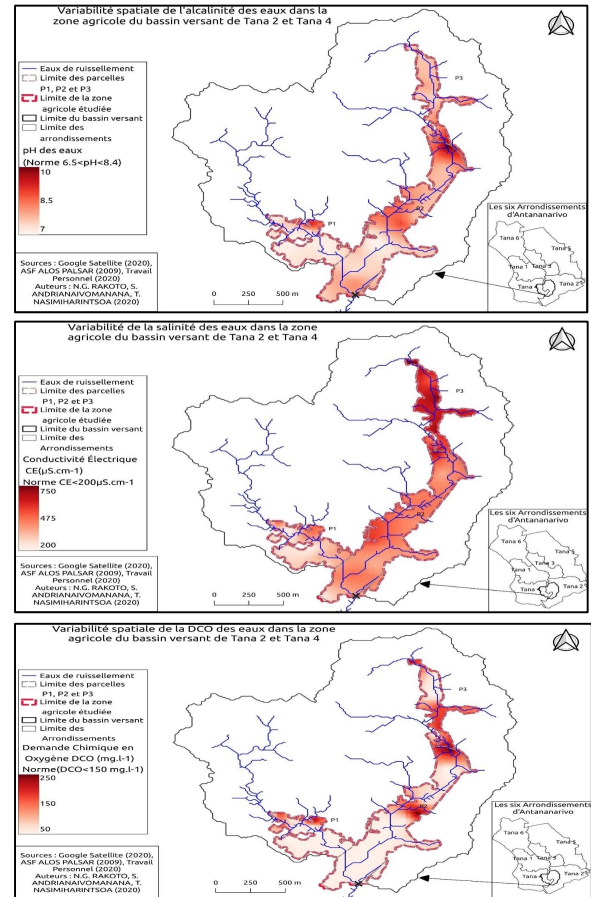 Variabilité spatiale de l'alcalinité des eaux dans la
zone agricole du bassin versant de Tana 2 et Tana 4
Eaux de ruissellement
Limite des parcelles
P1, P2 et P3
Limite de la zone
agricole étudiée
Limite du bassin versant
Limite des
arrondissements
pH des eaux
(Norme 6.5<pH<8.4)
10
8.5
7
Sources : Google Satellite (2020),
ASF ALOS PALSAR (2009), Travail
Personnel (2020)
Auteurs : N.G. RAKOTO, S.
ANDRIANAIVOMANANA, T.
NASIMIHARINTSOA (2020)
P3
P2
P1
0 250 500 m
Les six Arrondissements
d'Antananarivo
Tana 6
Tana 5
Tana 1
Tana 3
Tana 4
Tana 2
Variabilité de la salinité des eaux dans la zone
agricole du bassin versant de Tana 2 et Tana 4
Eaux de ruissellement
Limite des parcelles
P1, P2 et P3
Limite de la zone
agricole étudiée
Limite du bassin versant
Limite des
Arrondissements
Conductivité Électrique
CE(µS.cm-1)
Norme CE<200µS.cm-1
750
475
200
Sources : Google Satellite (2020),
ASF ALOS PALSAR (2009), Travail
Personnel (2020)
Auteurs : N.G. RAKOTO, S.
ANDRIANAIVOMANANA, T.
NASIMIHARINTSOA (2020)
P3
P2
P1
0 250 500 m
Les six Arrondissements
d'Antananarivo
Tana 6
Tana 5
Tana 3
Tana 1
Tana 4
Tana 2
Variabilité spatiale de la DCO des eaux dans la zone
agricole du bassin versant de Tana 2 et Tana 4
Eaux de ruissellement
Limite des parcelles
P1, P2 et P3
Limite de la zone
agricole étudiée
Limite du bassin versant
Limite des
Arrondissements
Demande Chimique en
Oxygène DCO (mg.l-1)
Norme(DCO<150 mg.l-1)
250
150
50
Sources : Google Satellite (2020),
ASF ALOS PALSAR (2009), Travail
Personnel (2020)
Auteurs : N.G. RAKOTO, S.
ANDRIANAIVOMANANA, T.
NASIMIHARINTSOA (2020)
P3
P2
P1
0 250 500 m
Les six Arrondissements
d'Antananarivo
Tana 6
Tana 5
Tana 1
Tana 3
Tana 4
Tana 2